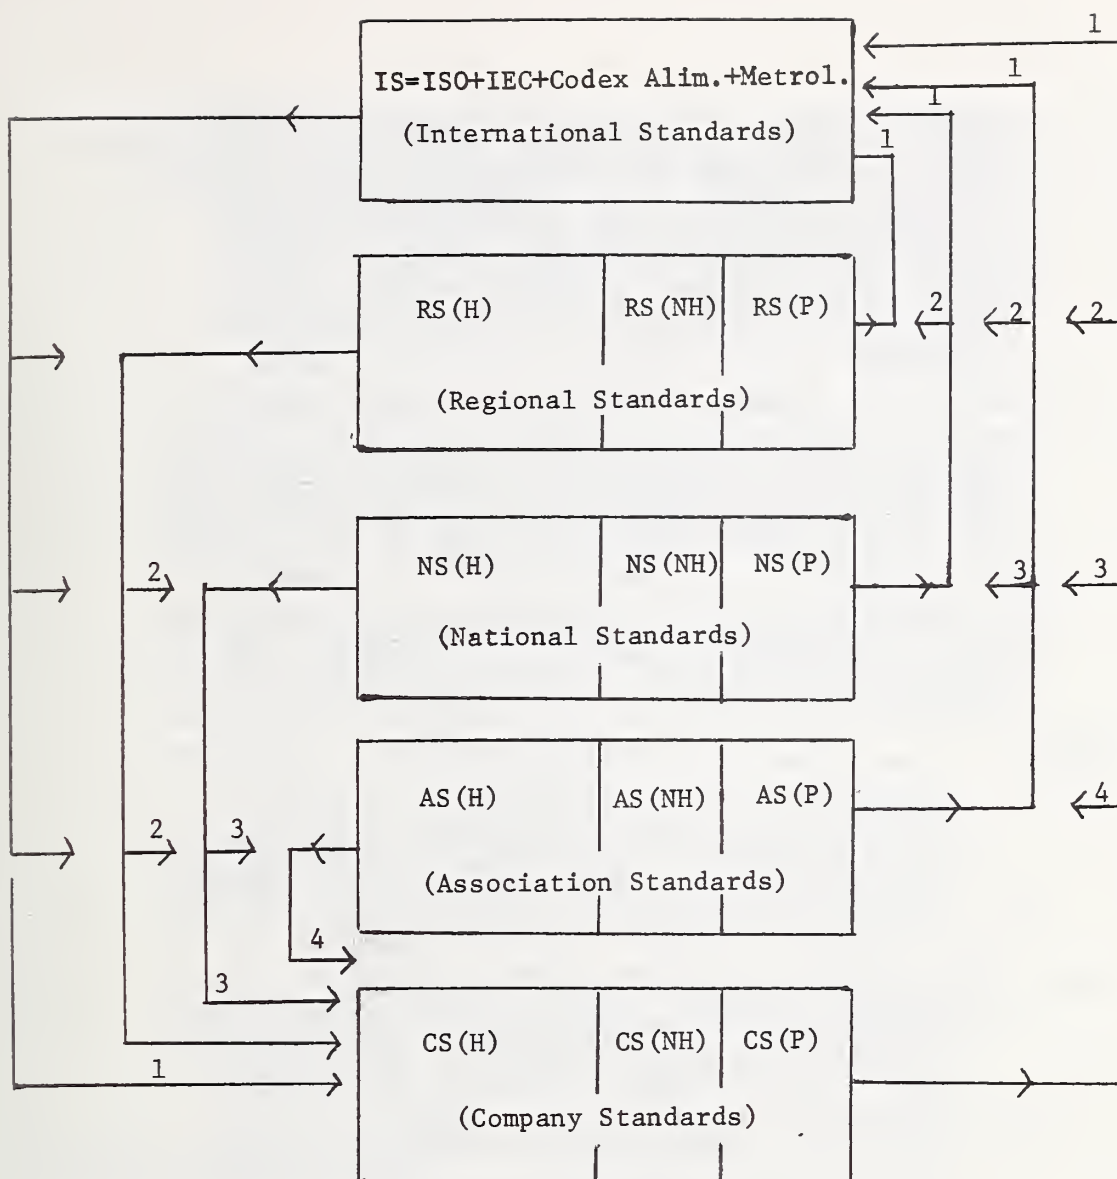 1
IS=ISO+IEC+Codex Alim.+Metrol.
1
1
(International Standards)
1
RS(H) RS(NH) RS(P)
2 2 2
(Regional Standards)
NS(H) NS(NH) NS(P)
2 3 3
(National Standards)
AS(H) AS(NH) AS(P)
4
2 3
(Association Standards)
4
3
CS(H) CS(NH) CS(P)
1
(Company Standards)